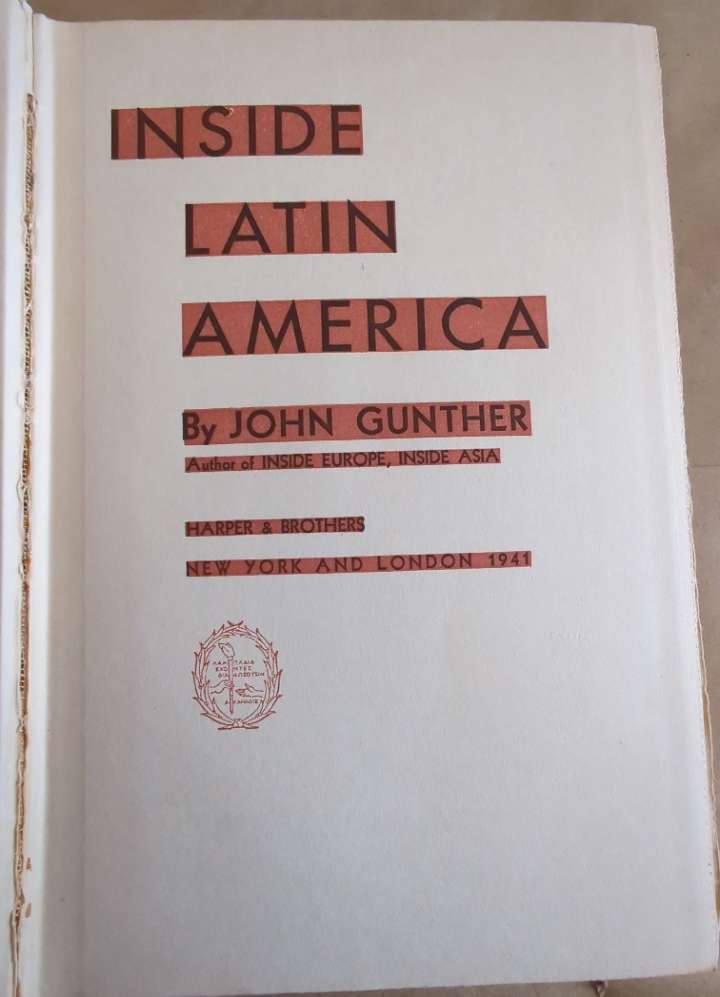 INSIDE
LATIN
AMERICA
By JOHN GUNTHER
Author of INSIDE EUROPE, INSIDE ASIA
HARPER & BROTHERS
NEW YORK AND LONDON 1941